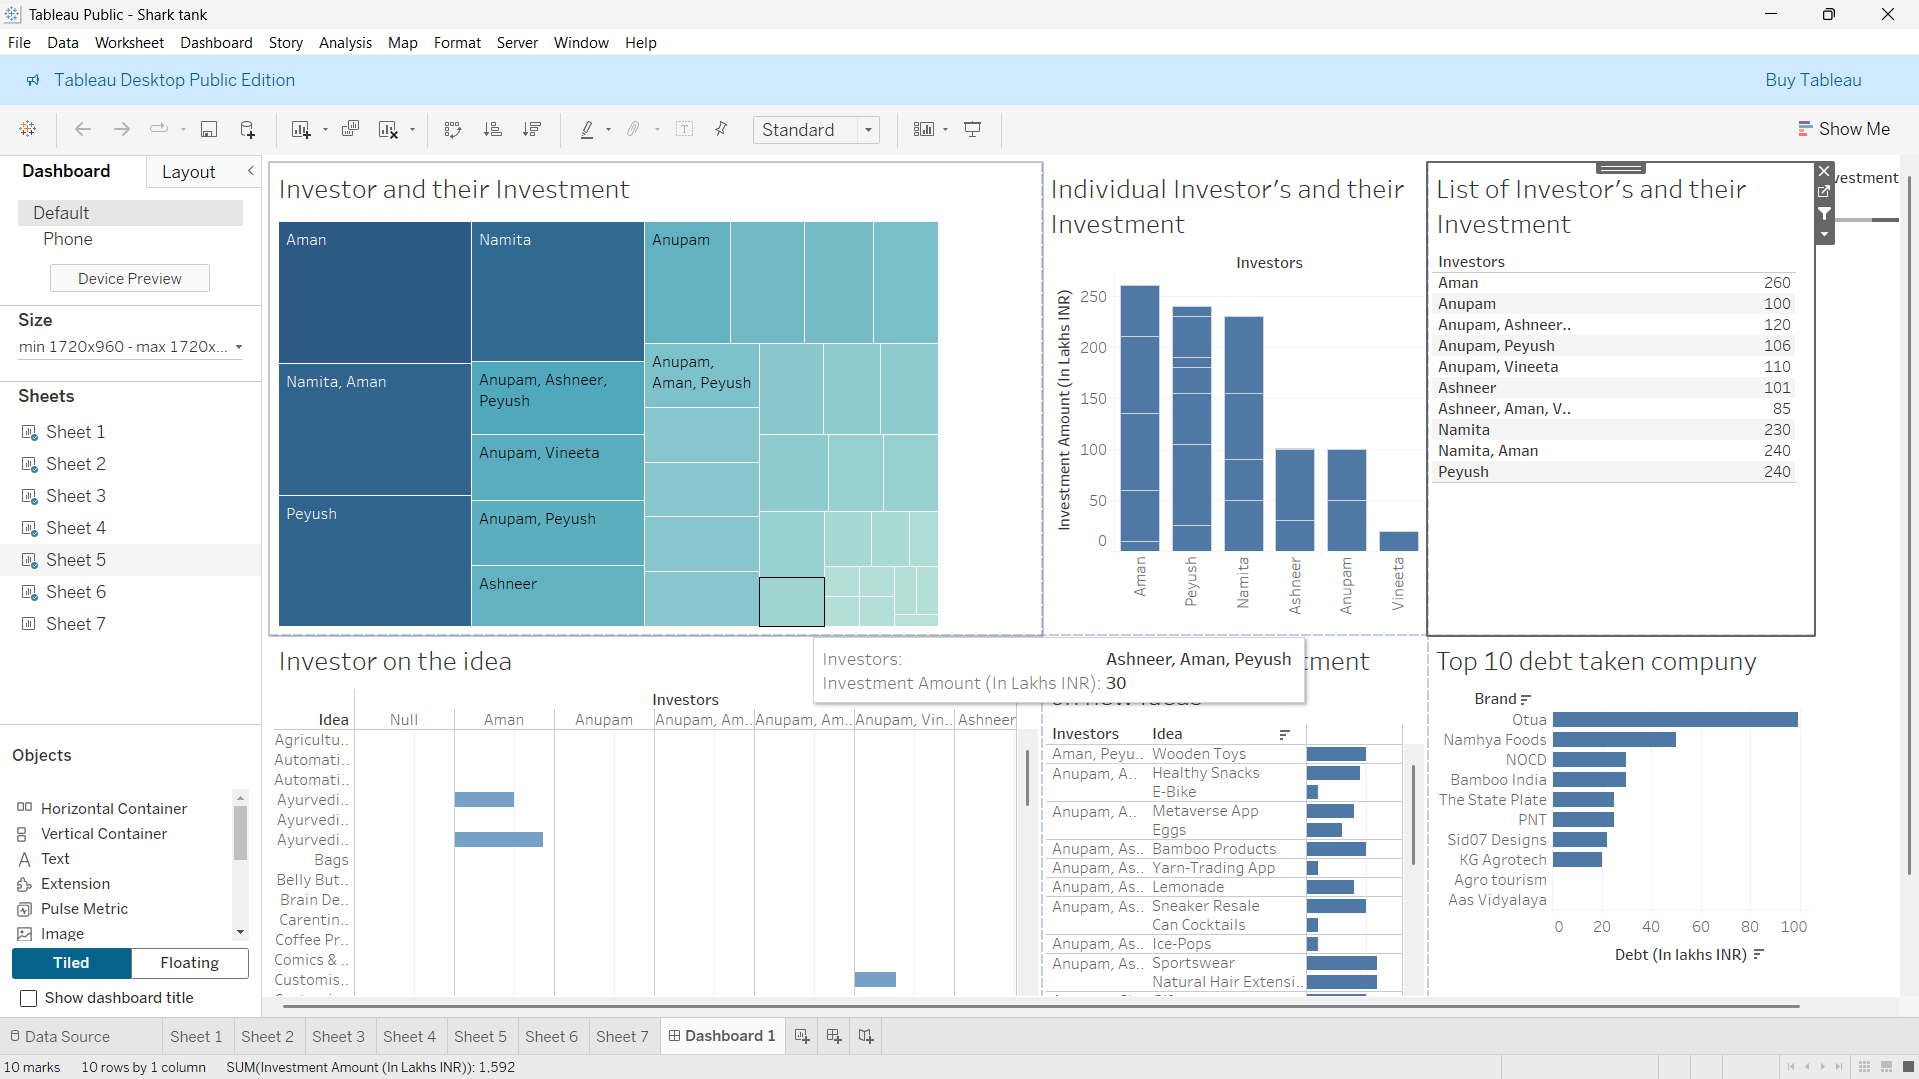 Tableau Public - Shark tank
File Data Worksheet Dashboard Story Analysis Map Format Server Window Help
Tableau Desktop Public Edition
Buy Tableau
Standard
Show Me
Dashboard
Layout
Default
Phone
Device Preview
Size
min 1720x960 - max 1720x...
Sheets
Sheet 1
Sheet 2
Sheet 3
Sheet 4
Sheet 5
Sheet 6
Sheet 7
Objects
Horizontal Container
Vertical Container
Text
Extension
Pulse Metric
Image
Tiled
Floating
Show dashboard title
Investor and their Investment
Aman
Namita
Anupam
Namita, Aman
Anupam, Ashneer,
Peyush
Anupam,
Aman, Peyush
Anupam, Vineeta
Peyush
Anupam, Peyush
Ashneer
Individual Investor's and their
Investment
Investors
Investment Amount (In Lakhs INR)
250
200
150
100
50
0
Aman
Peyush
Namita
Ashneer
Anupam
Vineeta
List of Investor's and their
Investment
Investors
Aman 260
Anupam 100
Anupam, Ashneer.. 120
Anupam, Peyush 106
Anupam, Vineeta 110
Ashneer 101
Ashneer, Aman, V.. 85
Namita 230
Namita, Aman 240
Peyush 240
vestment
Investors: Ashneer, Aman, Peyush
Investment Amount (In Lakhs INR): 30
Investor on the idea
Investors
Idea Null Aman Anupam Anupam, Am.. Anupam, Am.. Anupam, Vin.. Ashneer
Agricultu..
Automati..
Automati..
Ayurvedi..
Ayurvedi..
Ayurvedi..
Bags
Belly But..
Brain De..
Carentin..
Coffee Pr..
Comics & ..
Customis..
tment
on new ideas
Investors Idea
Aman, Peyu.. Wooden Toys
Anupam, A.. Healthy Snacks
E-Bike
Anupam, A.. Metaverse App
Eggs
Anupam, As.. Bamboo Products
Anupam, As.. Yarn-Trading App
Anupam, As.. Lemonade
Anupam, As.. Sneaker Resale
Can Cocktails
Anupam, As.. Ice-Pops
Anupam, As.. Sportswear
Natural Hair Extensi..
Top 10 debt taken compuny
Brand
Otua
Namhya Foods
NOCD
Bamboo India
The State Plate
PNT
Sid07 Designs
KG Agrotech
Agro tourism
Aas Vidyalaya
0 20 40 60 80 100
Debt (In lakhs INR)
Data Source Sheet 1 Sheet 2 Sheet 3 Sheet 4 Sheet 5 Sheet 6 Sheet 7 Dashboard 1
10 marks 10 rows by 1 column SUM(Investment Amount (In Lakhs INR)): 1,592